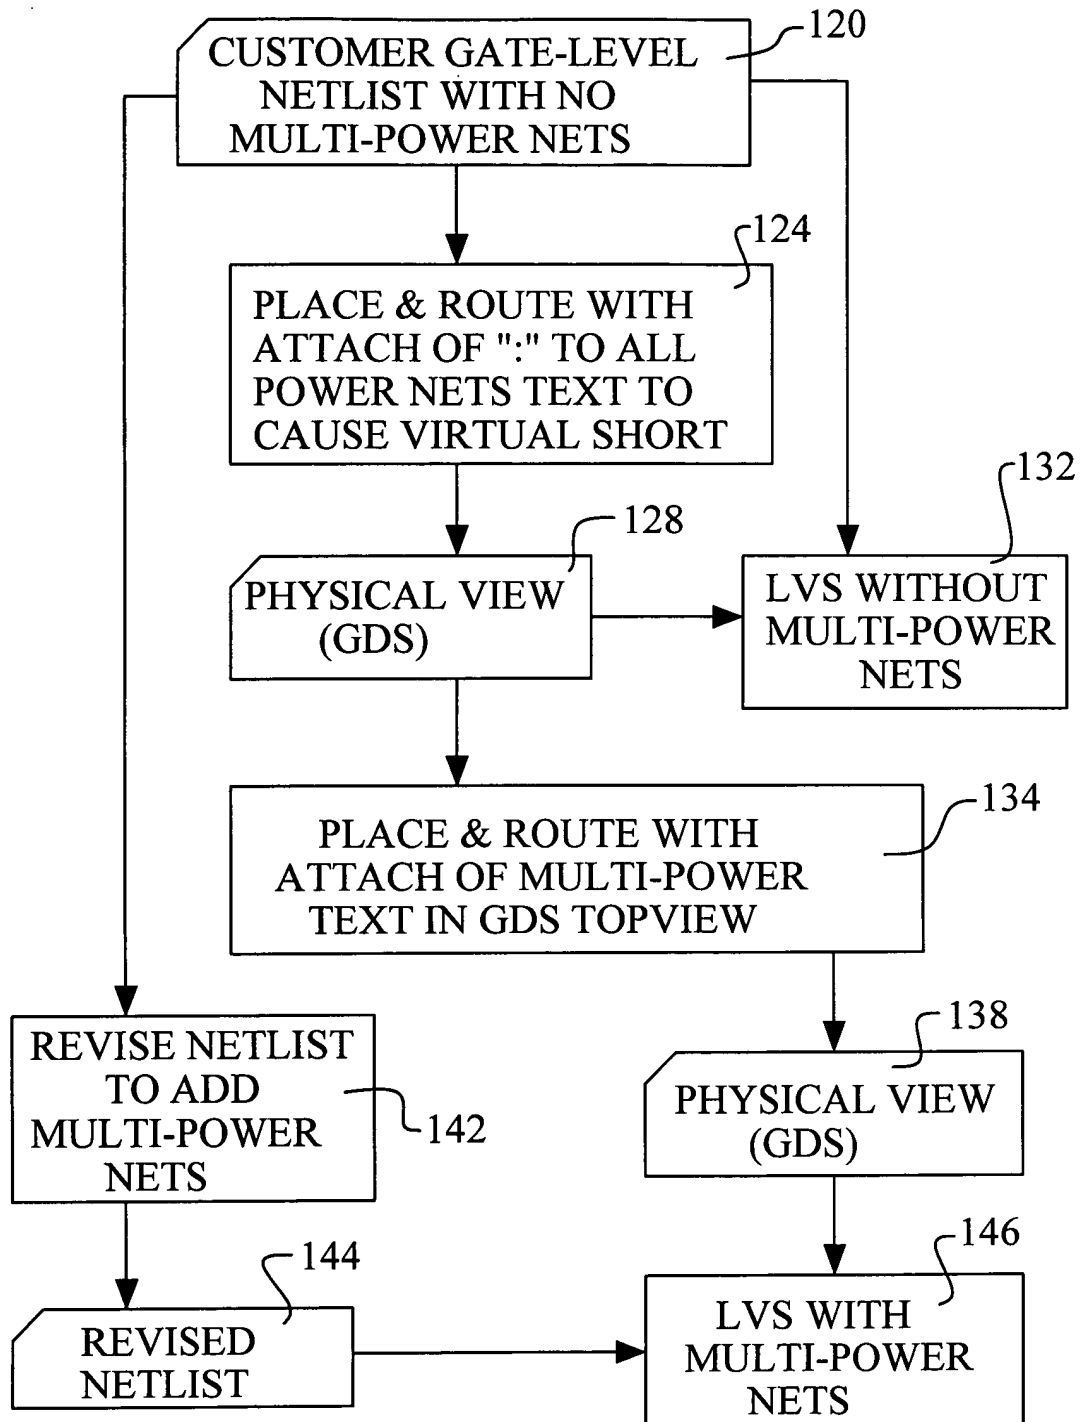 120
CUSTOMER GATE-LEVEL
NETLIST WITH NO
MULTI-POWER NETS
124
PLACE & ROUTE WITH
ATTACH OF ":" TO ALL
POWER NETS TEXT TO
CAUSE VIRTUAL SHORT
132
128
PHYSICAL VIEW
(GDS)
LVS WITHOUT
MULTI-POWER
NETS
134
PLACE & ROUTE WITH
ATTACH OF MULTI-POWER
TEXT IN GDS TOPVIEW
REVISE NETLIST
TO ADD
MULTI-POWER
NETS
142
138
PHYSICAL VIEW
(GDS)
144
REVISED
NETLIST
146
LVS WITH
MULTI-POWER
NETS